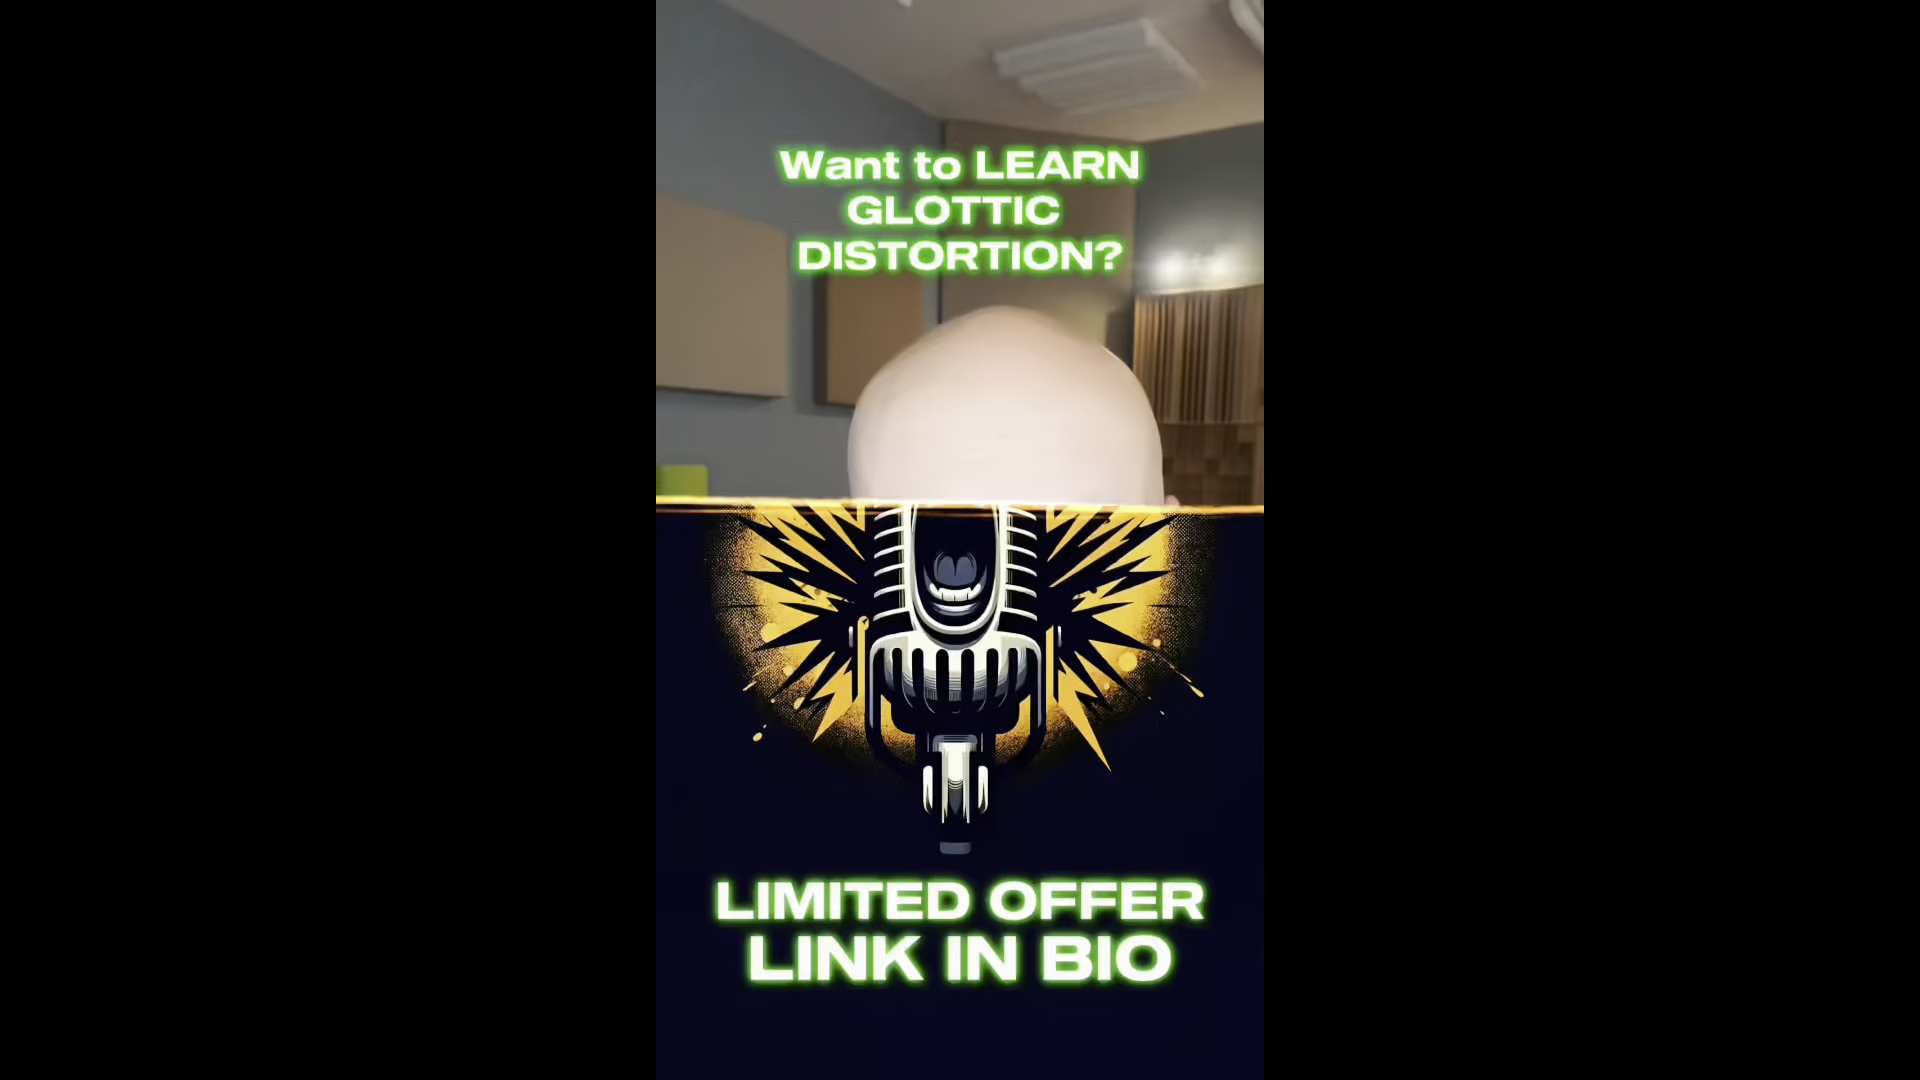 Want to LEARN
GLOTTIC
DISTORTION?
LIMITED OFFER
LINK IN BIO